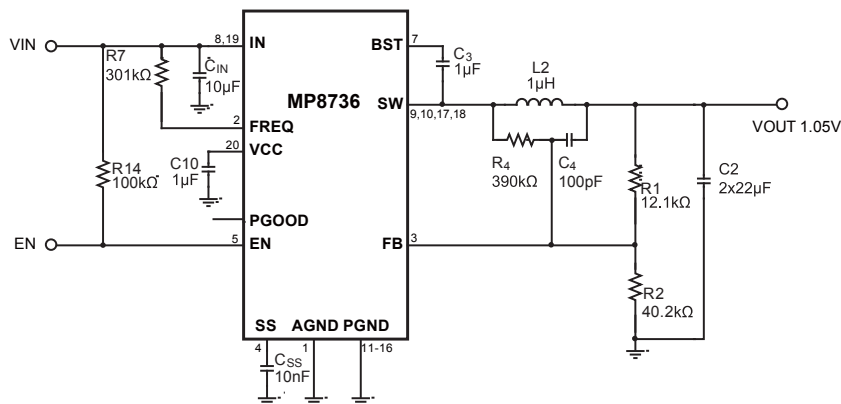 VIN
R7
301kΩ
CIN
10µF
8,19
IN
BST
7
C3
1µF
L2
1µH
MP8736
SW
9,10,17,18
VOUT 1.05V
2
FREQ
20
VCC
C10
1µF
R4
390kΩ
C4
100pF
R1
12.1kΩ
C2
2x22µF
R14
100kΩ
PGOOD
EN
5
EN
FB
3
R2
40.2kΩ
SS
AGND
PGND
4
1
11-16
CSS
10nF